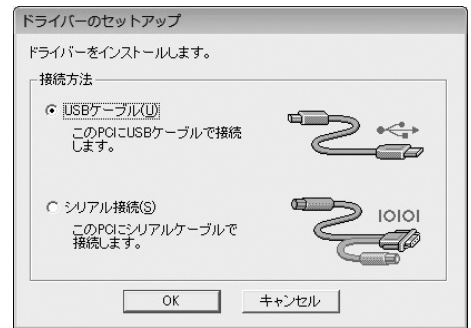 ドライバーのセットアップ
ドライバーをインストールします。
接続方法
USBケーブル(U)
このPCにUSBケーブルで接続
します。
シリアル接続(S)
このPCにシリアルケーブルで
接続します。
IOIOI
OK
キャンセル